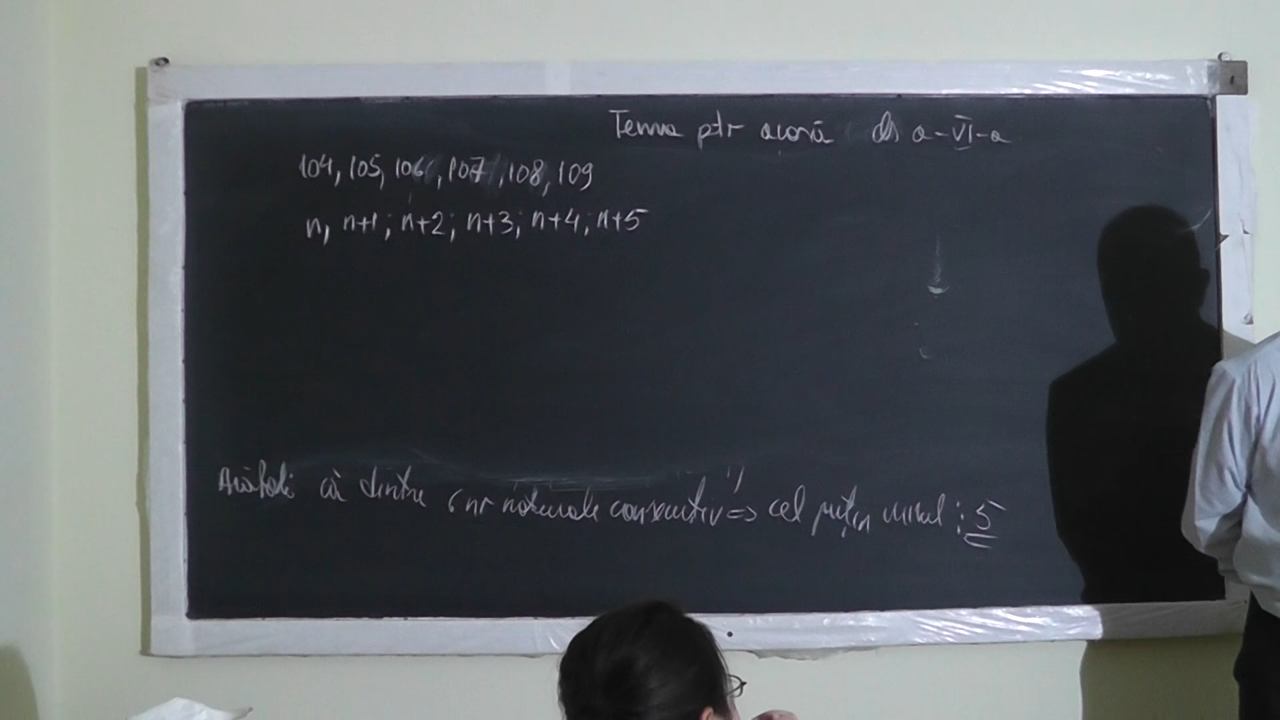 Tema ptr acasă cls a-VI-a
104, 105, 106, 107, 108, 109
n, n+1; n+2; n+3; n+4; n+5
Arătați că dintre 6 nr naturale consecutiv => cel puțin unul ⋮ 5